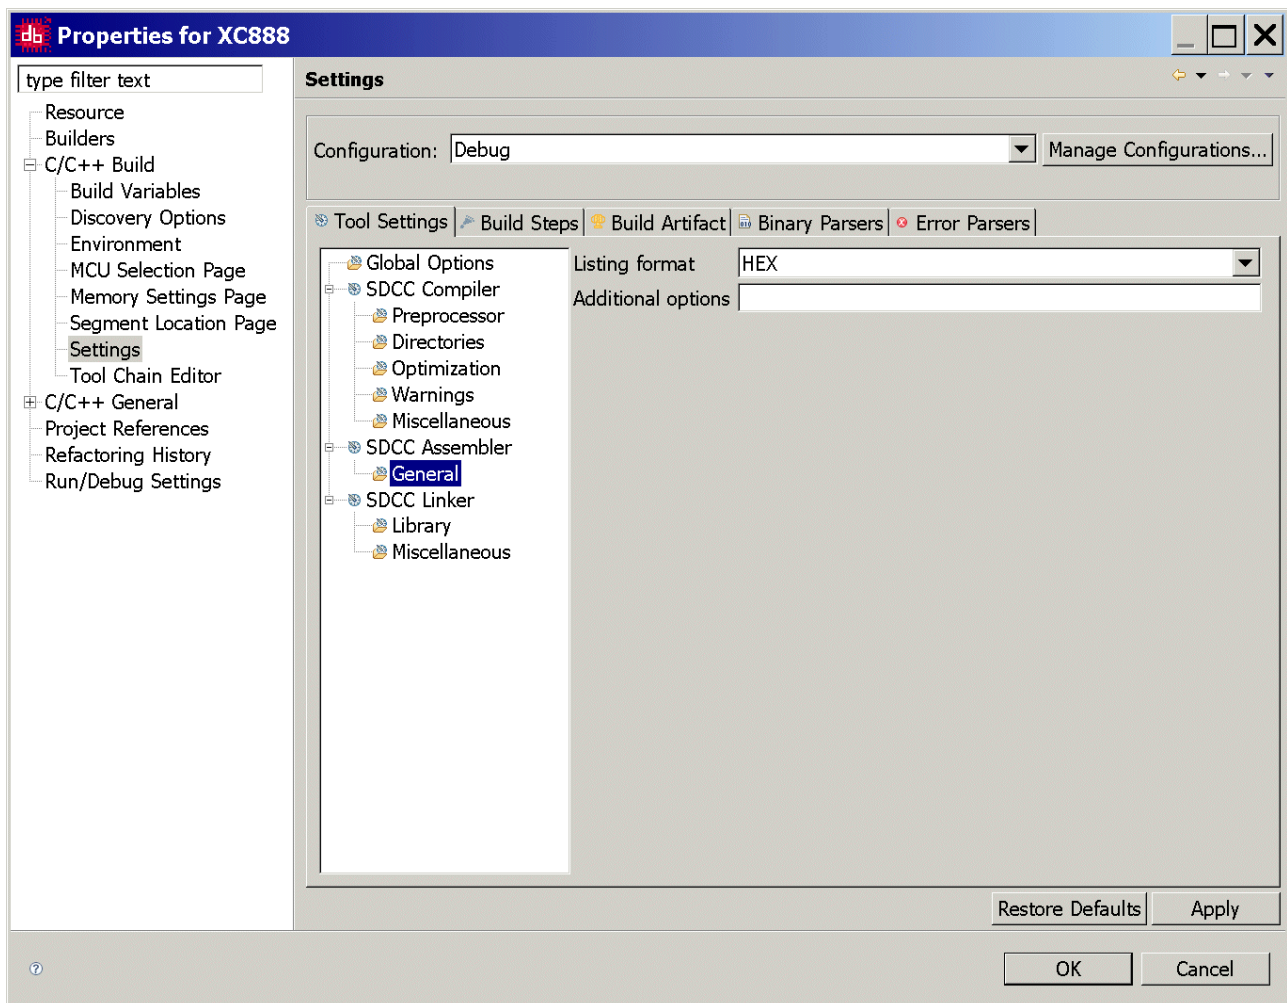 Properties for XC888
type filter text
Resource
Builders
C/C++ Build
Build Variables
Discovery Options
Environment
MCU Selection Page
Memory Settings Page
Segment Location Page
Settings
Tool Chain Editor
C/C++ General
Project References
Refactoring History
Run/Debug Settings
Settings
Configuration: Debug Manage Configurations...
Tool Settings Build Steps Build Artifact Binary Parsers Error Parsers
Global Options
SDCC Compiler
Preprocessor
Directories
Optimization
Warnings
Miscellaneous
SDCC Assembler
General
SDCC Linker
Library
Miscellaneous
Listing format HEX
Additional options
Restore Defaults Apply
OK Cancel